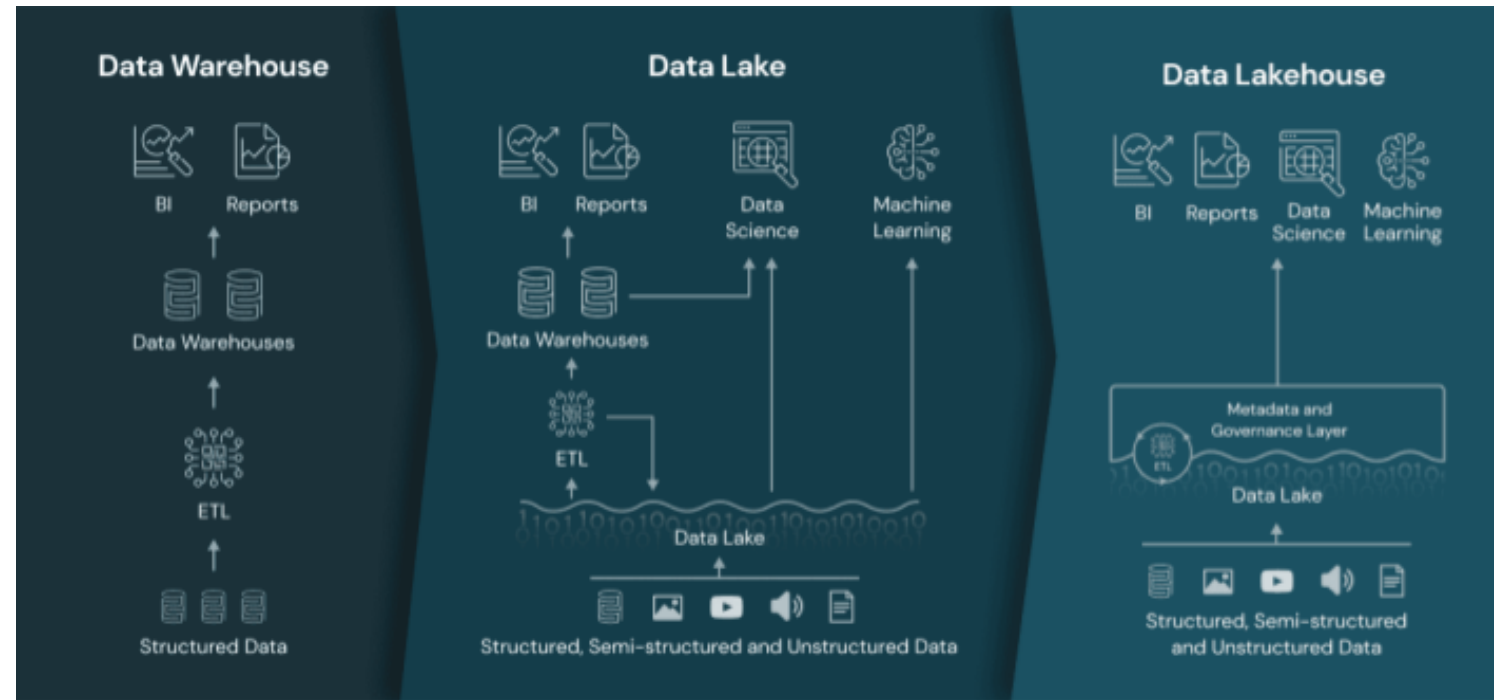 Data Warehouse
BI
Reports
Data Warehouses
ETL
Structured Data
Data Lake
BI
Reports
Data
Science
Machine
Learning
Data Warehouses
ETL
Data Lake
Structured, Semi-structured and Unstructured Data
Data Lakehouse
BI
Reports
Data
Science
Machine
Learning
Metadata and
Governance Layer
ETL
Data Lake
Structured, Semi-structured
and Unstructured Data